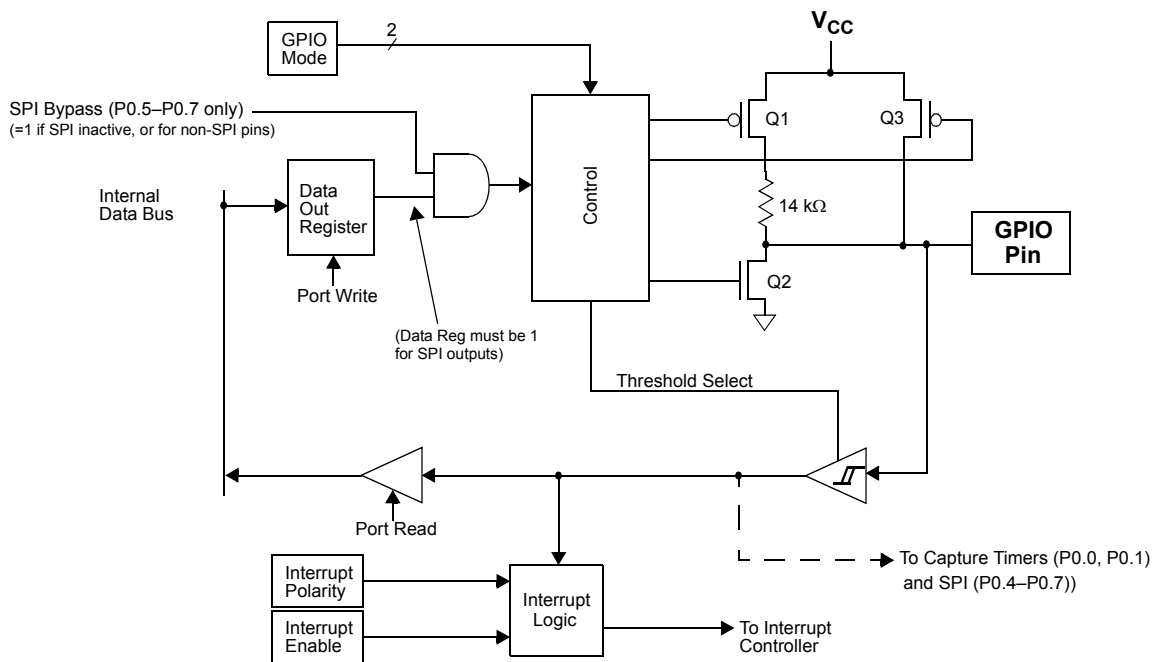 GPIO
Mode
2
VCC
SPI Bypass (P0.5–P0.7 only)
(=1 if SPI inactive, or for non-SPI pins)
Q1
Q3
Internal
Data Bus
Data
Out
Register
Control
14 kΩ
GPIO
Pin
Q2
Port Write
(Data Reg must be 1
for SPI outputs)
Threshold Select
Port Read
To Capture Timers (P0.0, P0.1)
and SPI (P0.4–P0.7))
Interrupt
Polarity
Interrupt
Logic
Interrupt
Enable
To Interrupt
Controller